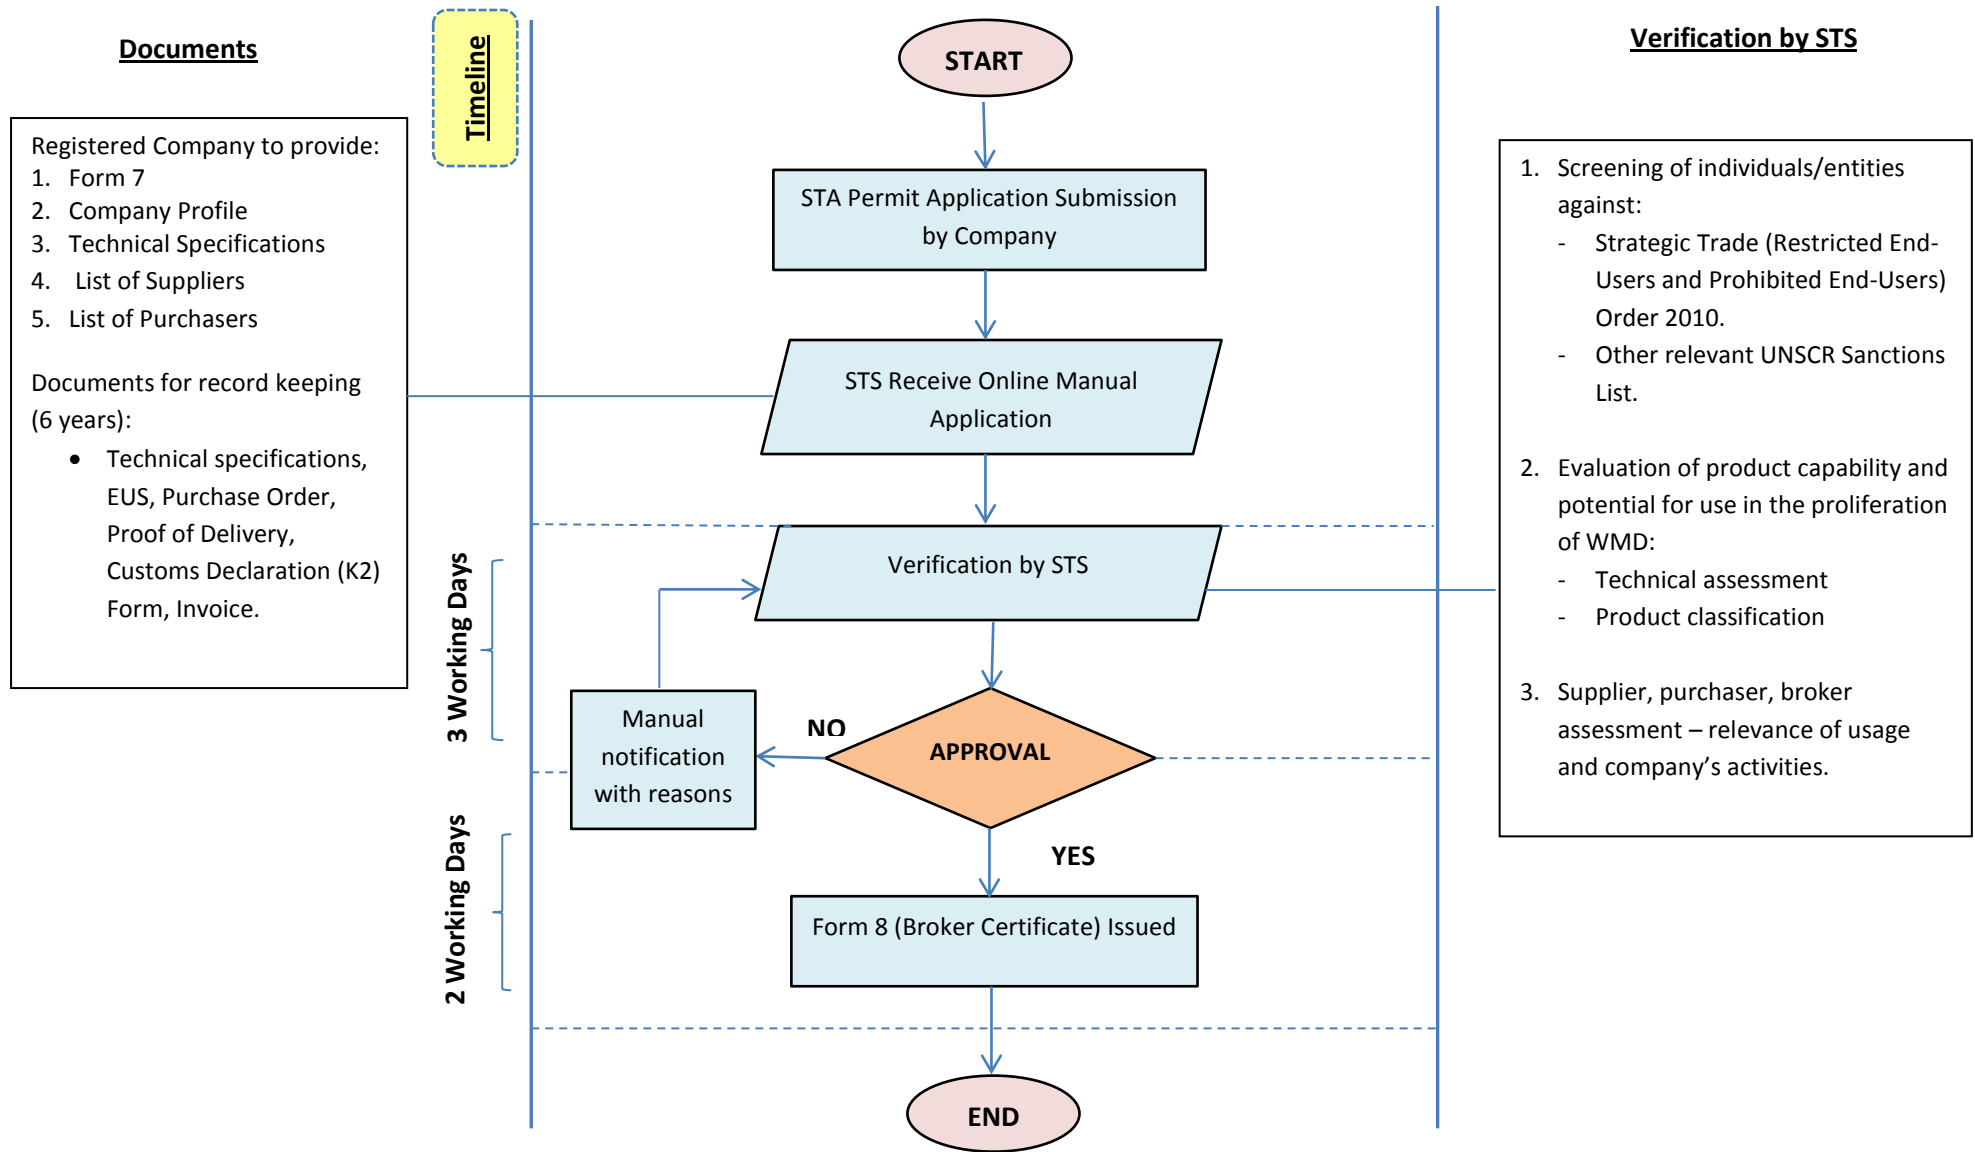 Documents
Registered Company to provide:
1. Form 7
2. Company Profile
3. Technical Specifications
4. List of Suppliers
5. List of Purchasers
Documents for record keeping
(6 years):
• Technical specifications,
EUS, Purchase Order,
Proof of Delivery,
Customs Declaration (K2)
Form, Invoice.
Timeline
3 Working Days
2 Working Days
START
STA Permit Application Submission
by Company
STS Receive Online Manual
Application
Verification by STS
APPROVAL
NO
Manual
notification
with reasons
YES
Form 8 (Broker Certificate) Issued
END
Verification by STS
1. Screening of individuals/entities
against:
- Strategic Trade (Restricted End-
Users and Prohibited End-Users)
Order 2010.
- Other relevant UNSCR Sanctions
List.
2. Evaluation of product capability and
potential for use in the proliferation
of WMD:
- Technical assessment
- Product classification
3. Supplier, purchaser, broker
assessment – relevance of usage
and company’s activities.